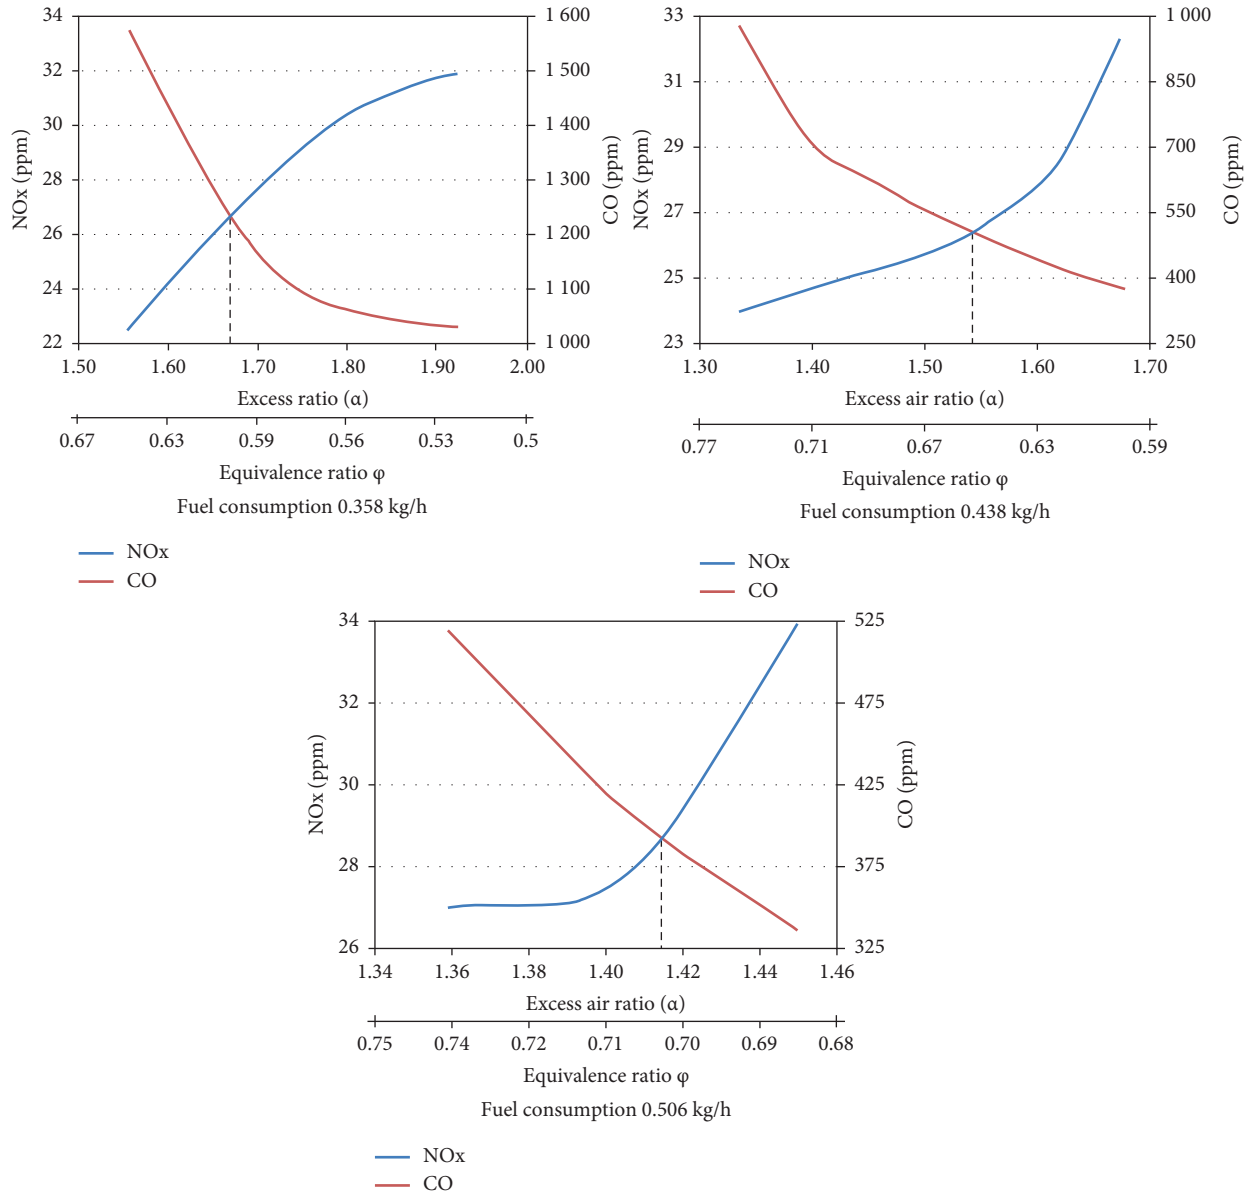 34
32
30
28
26
24
22
NOx (ppm)
1 600
1 500
1 400
1 300
1 200
1 100
1 000
CO (ppm)
1.50 1.60 1.70 1.80 1.90 2.00
Excess ratio (α)
0.67 0.63 0.59 0.56 0.53 0.5
Equivalence ratio φ
Fuel consumption 0.358 kg/h
NOx
CO
33
31
29
27
25
23
NOx (ppm)
1 000
850
700
550
400
250
CO (ppm)
1.30 1.40 1.50 1.60 1.70
Excess air ratio (α)
0.77 0.71 0.67 0.63 0.59
Equivalence ratio φ
Fuel consumption 0.438 kg/h
NOx
CO
34
32
30
28
26
NOx (ppm)
525
475
425
375
325
CO (ppm)
1.34 1.36 1.38 1.40 1.42 1.44 1.46
Excess air ratio (α)
0.75 0.74 0.72 0.71 0.70 0.69 0.68
Equivalence ratio φ
Fuel consumption 0.506 kg/h
NOx
CO